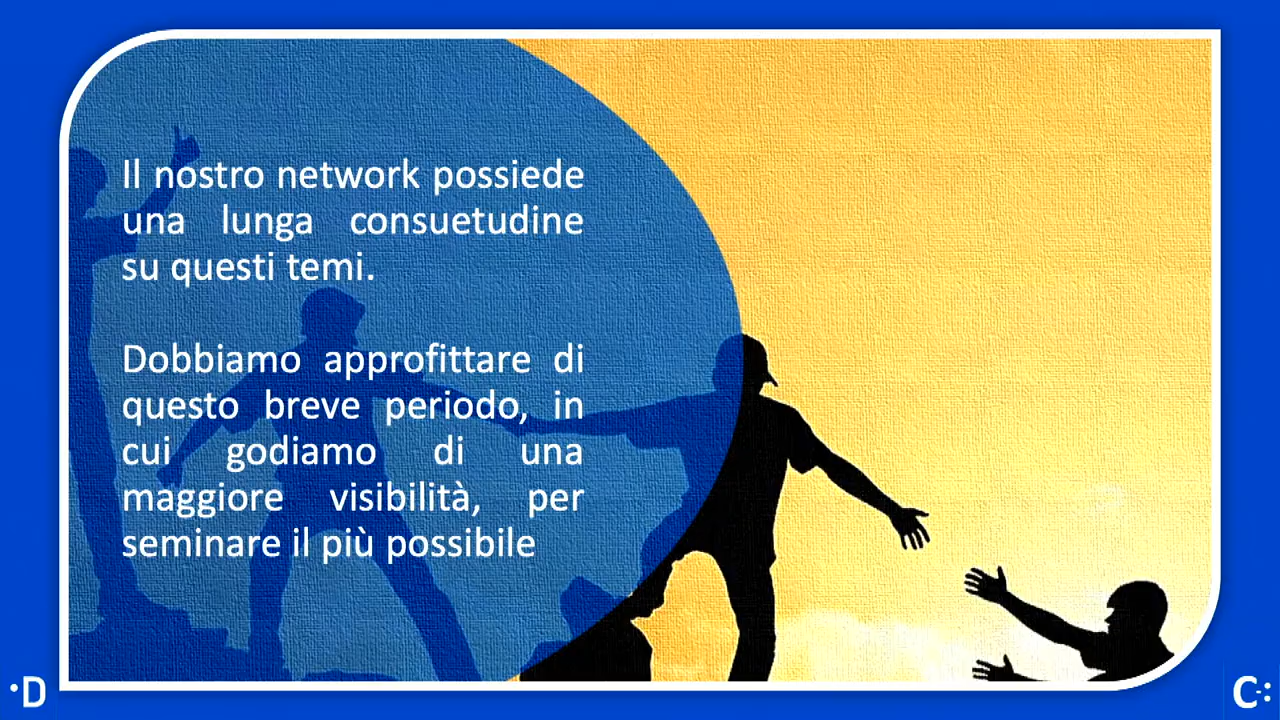 Il nostro network possiede
una lunga consuetudine
su questi temi.
Dobbiamo approfittare di
questo breve periodo, in
cui godiamo di una
maggiore visibilità, per
seminare il più possibile
·D
C:·